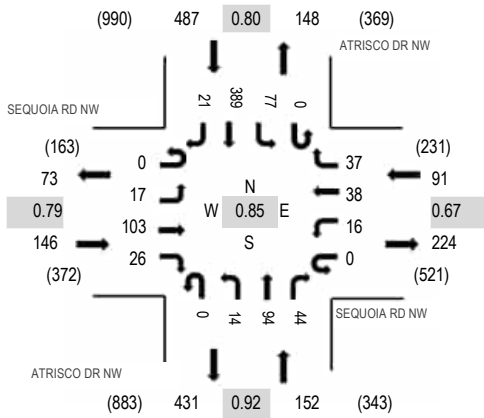 (990) 487 0.80 148 (369)
ATRISCO DR NW
21 389 77 0
SEQUOIA RD NW
(163) 0 37 (231)
73 91
17 N 38
0.79 W 0.85 E 0.67
103 16
146 S 224
26 0
(372) (521)
0 14 94 44
SEQUOIA RD NW
ATRISCO DR NW
(883) 431 0.92 152 (343)